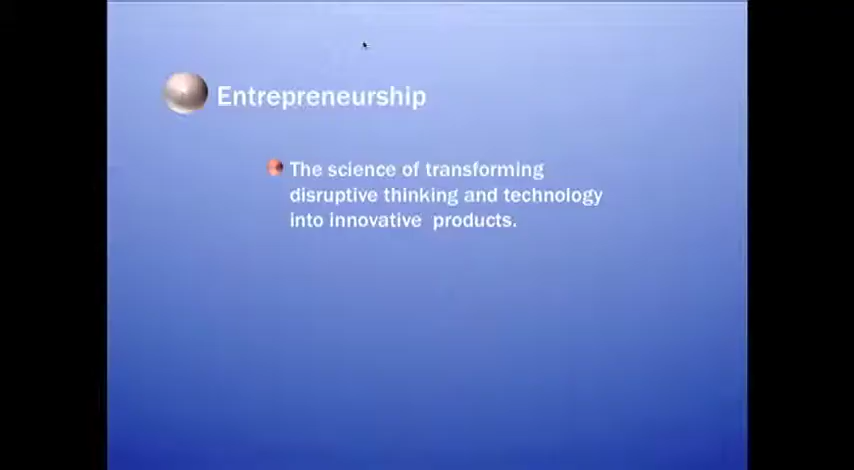 Entrepreneurship
The science of transforming
disruptive thinking and technology
into innovative  products.